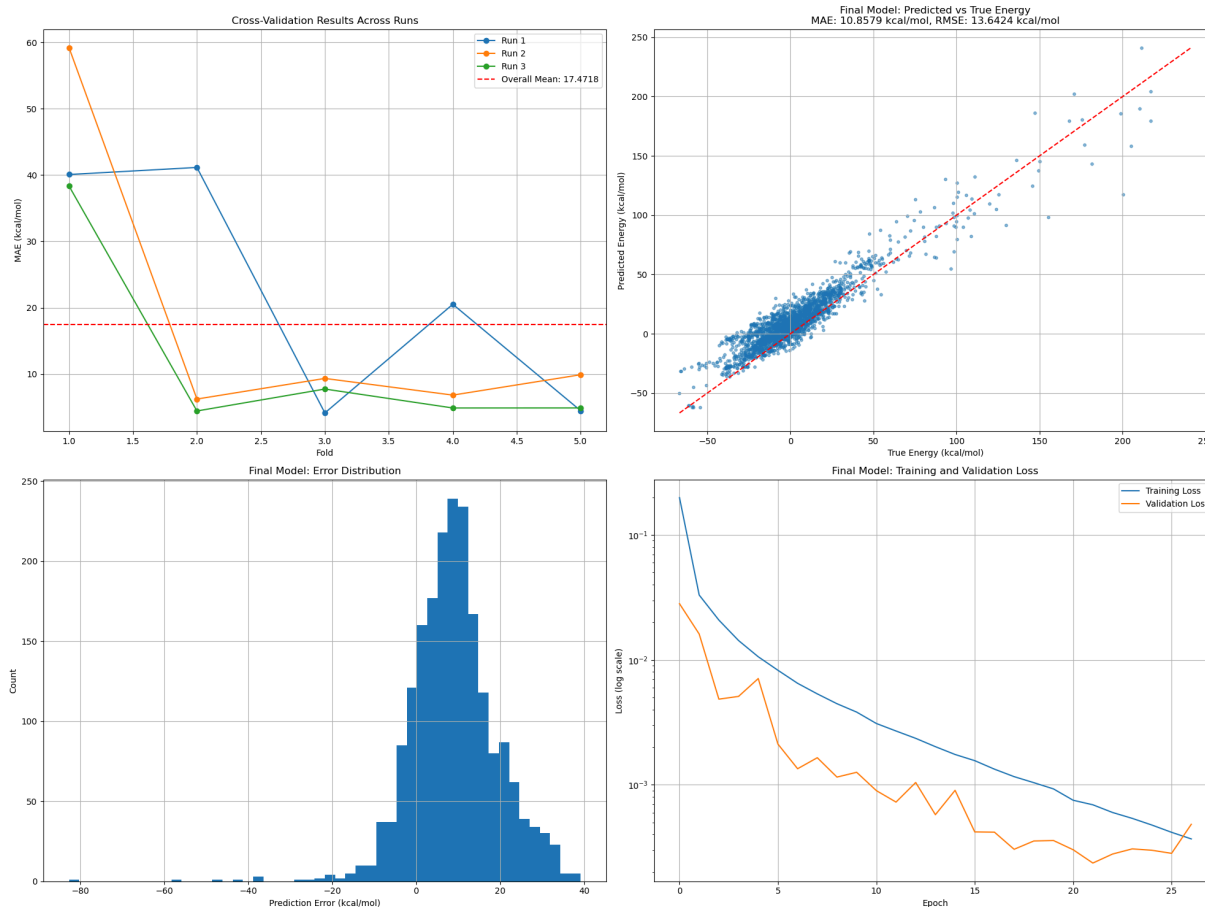 Cross-Validation Results Across Runs
MAE (kcal/mol)
60
50
40
30
20
10
Run 1
Run 2
Run 3
Overall Mean: 17.4718
1.0 1.5 2.0 2.5 3.0 3.5 4.0 4.5 5.0
Fold
Final Model: Predicted vs True Energy
MAE: 10.8579 kcal/mol, RMSE: 13.6424 kcal/mol
Predicted Energy (kcal/mol)
250
200
150
100
50
0
−50
−50 0 50 100 150 200 25
True Energy (kcal/mol)
Final Model: Error Distribution
Count
250
200
150
100
50
0
−80 −60 −40 −20 0 20 40
Prediction Error (kcal/mol)
Final Model: Training and Validation Loss
Loss (log scale)
10⁻¹
10⁻²
10⁻³
Training Loss
Validation Loss
0 5 10 15 20 25
Epoch